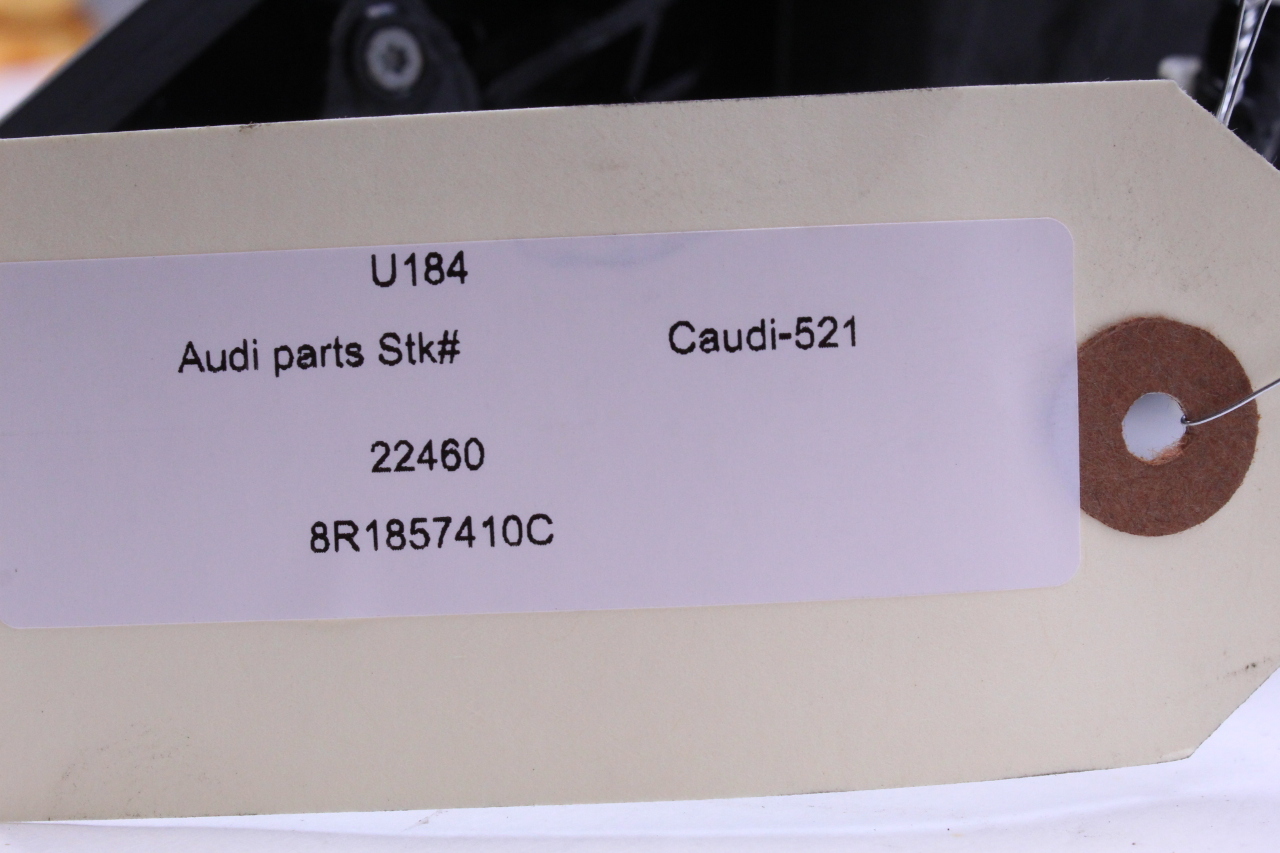 U184
Audi parts Stk# Caudi-521
22460
8R1857410C